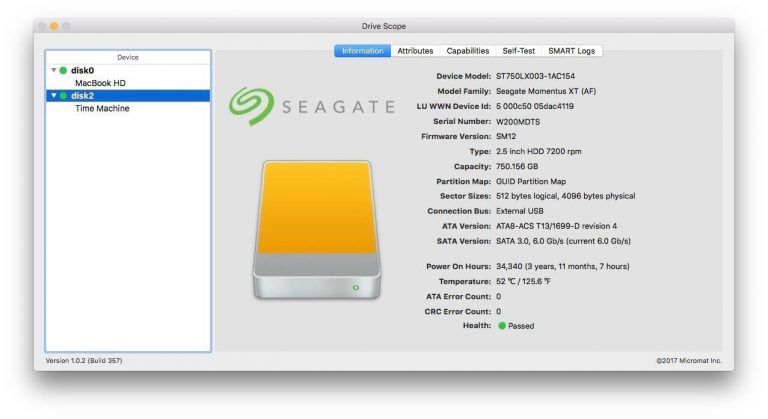 Drive Scope
Device
disk0
MacBook HD
disk2
Time Machine
Information Attributes Capabilities Self-Test SMART Logs
SEAGATE
Device Model: ST750LX003-1AC154
Model Family: Seagate Momentus XT (AF)
LU WWN Device Id: 5 000c50 05dac4119
Serial Number: W200MDTS
Firmware Version: SM12
Type: 2.5 inch HDD 7200 rpm
Capacity: 750.156 GB
Partition Map: GUID Partition Map
Sector Sizes: 512 bytes logical, 4096 bytes physical
Connection Bus: External USB
ATA Version: ATA8-ACS T13/1699-D revision 4
SATA Version: SATA 3.0, 6.0 Gb/s (current 6.0 Gb/s)
Power On Hours: 34,340 (3 years, 11 months, 7 hours)
Temperature: 52 ℃ / 125.6 ℉
ATA Error Count: 0
CRC Error Count: 0
Health: Passed
Version 1.0.2 (Build 357)
©2017 Micromat Inc.